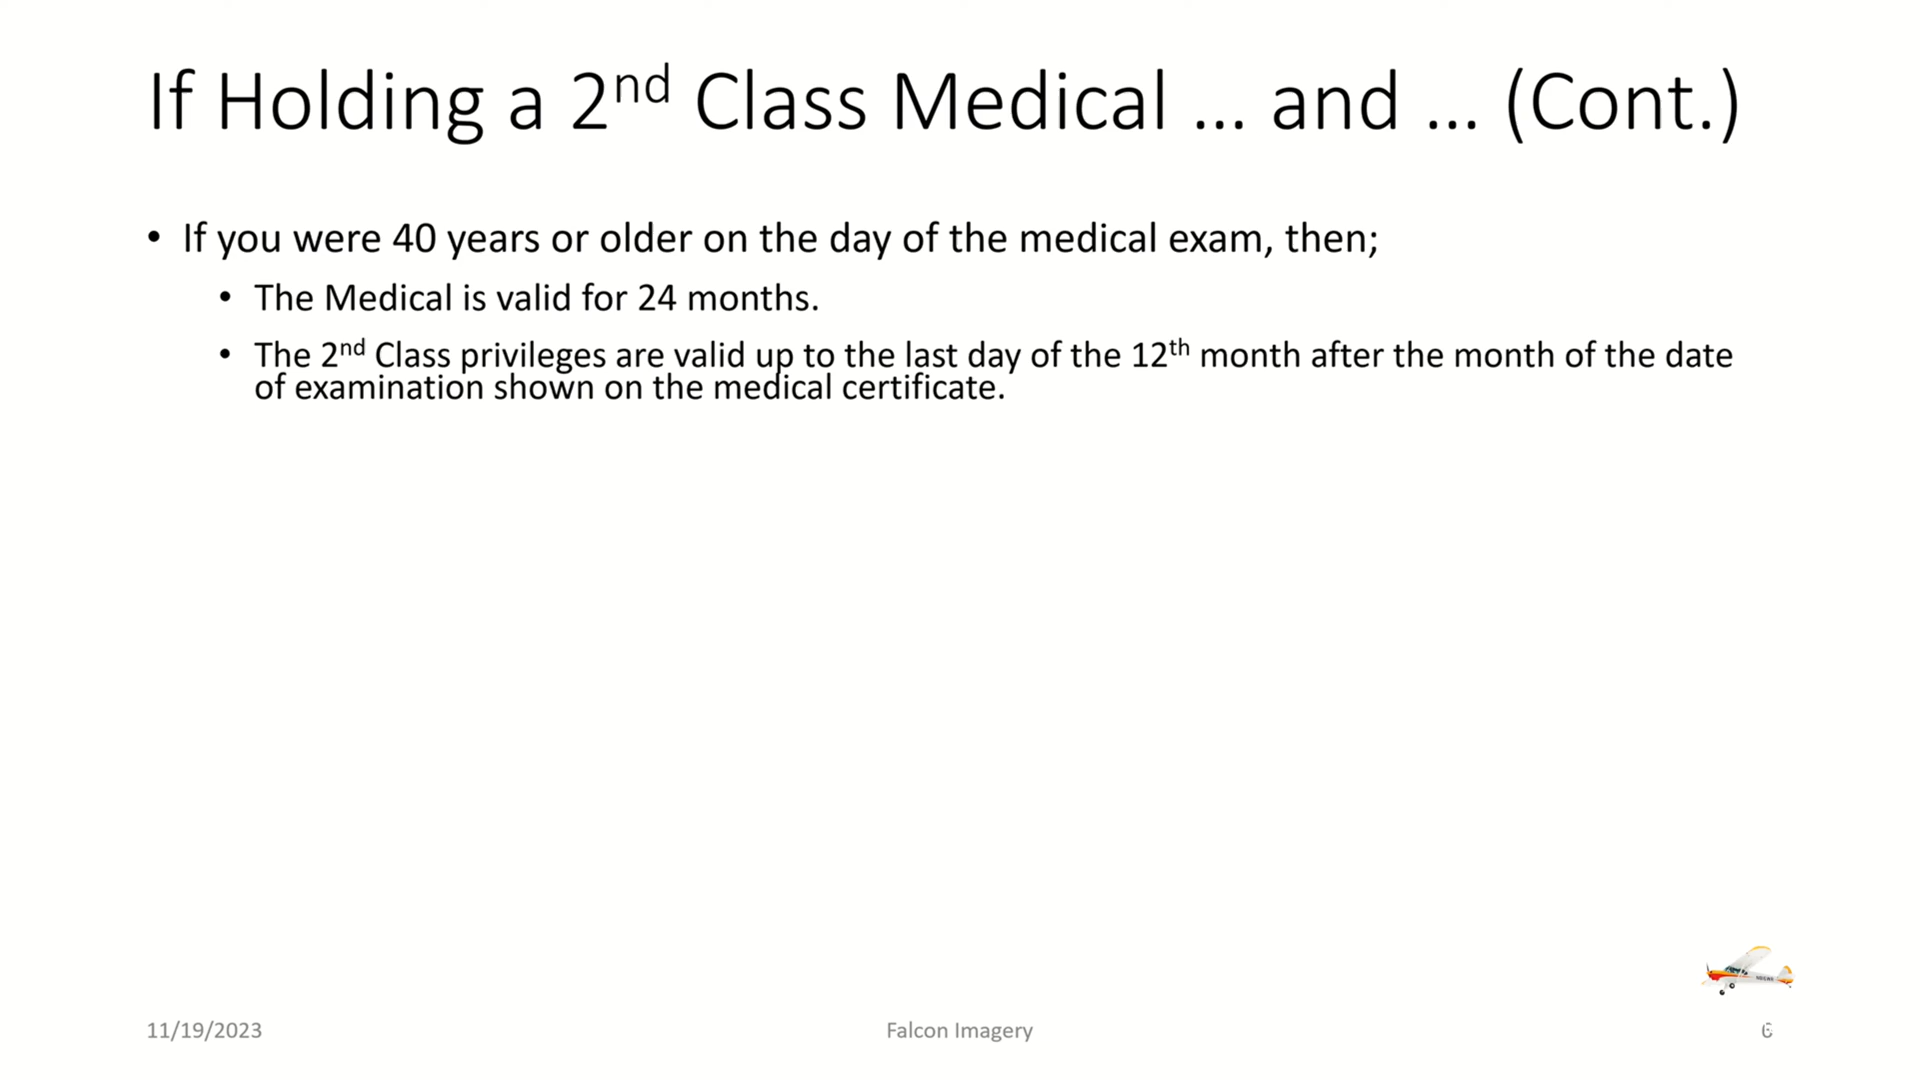 If Holding a 2nd Class Medical … and … (Cont.)
• If you were 40 years or older on the day of the medical exam, then;
• The Medical is valid for 24 months.
• The 2nd Class privileges are valid up to the last day of the 12th month after the month of the date
of examination shown on the medical certificate.
11/19/2023
Falcon Imagery
6